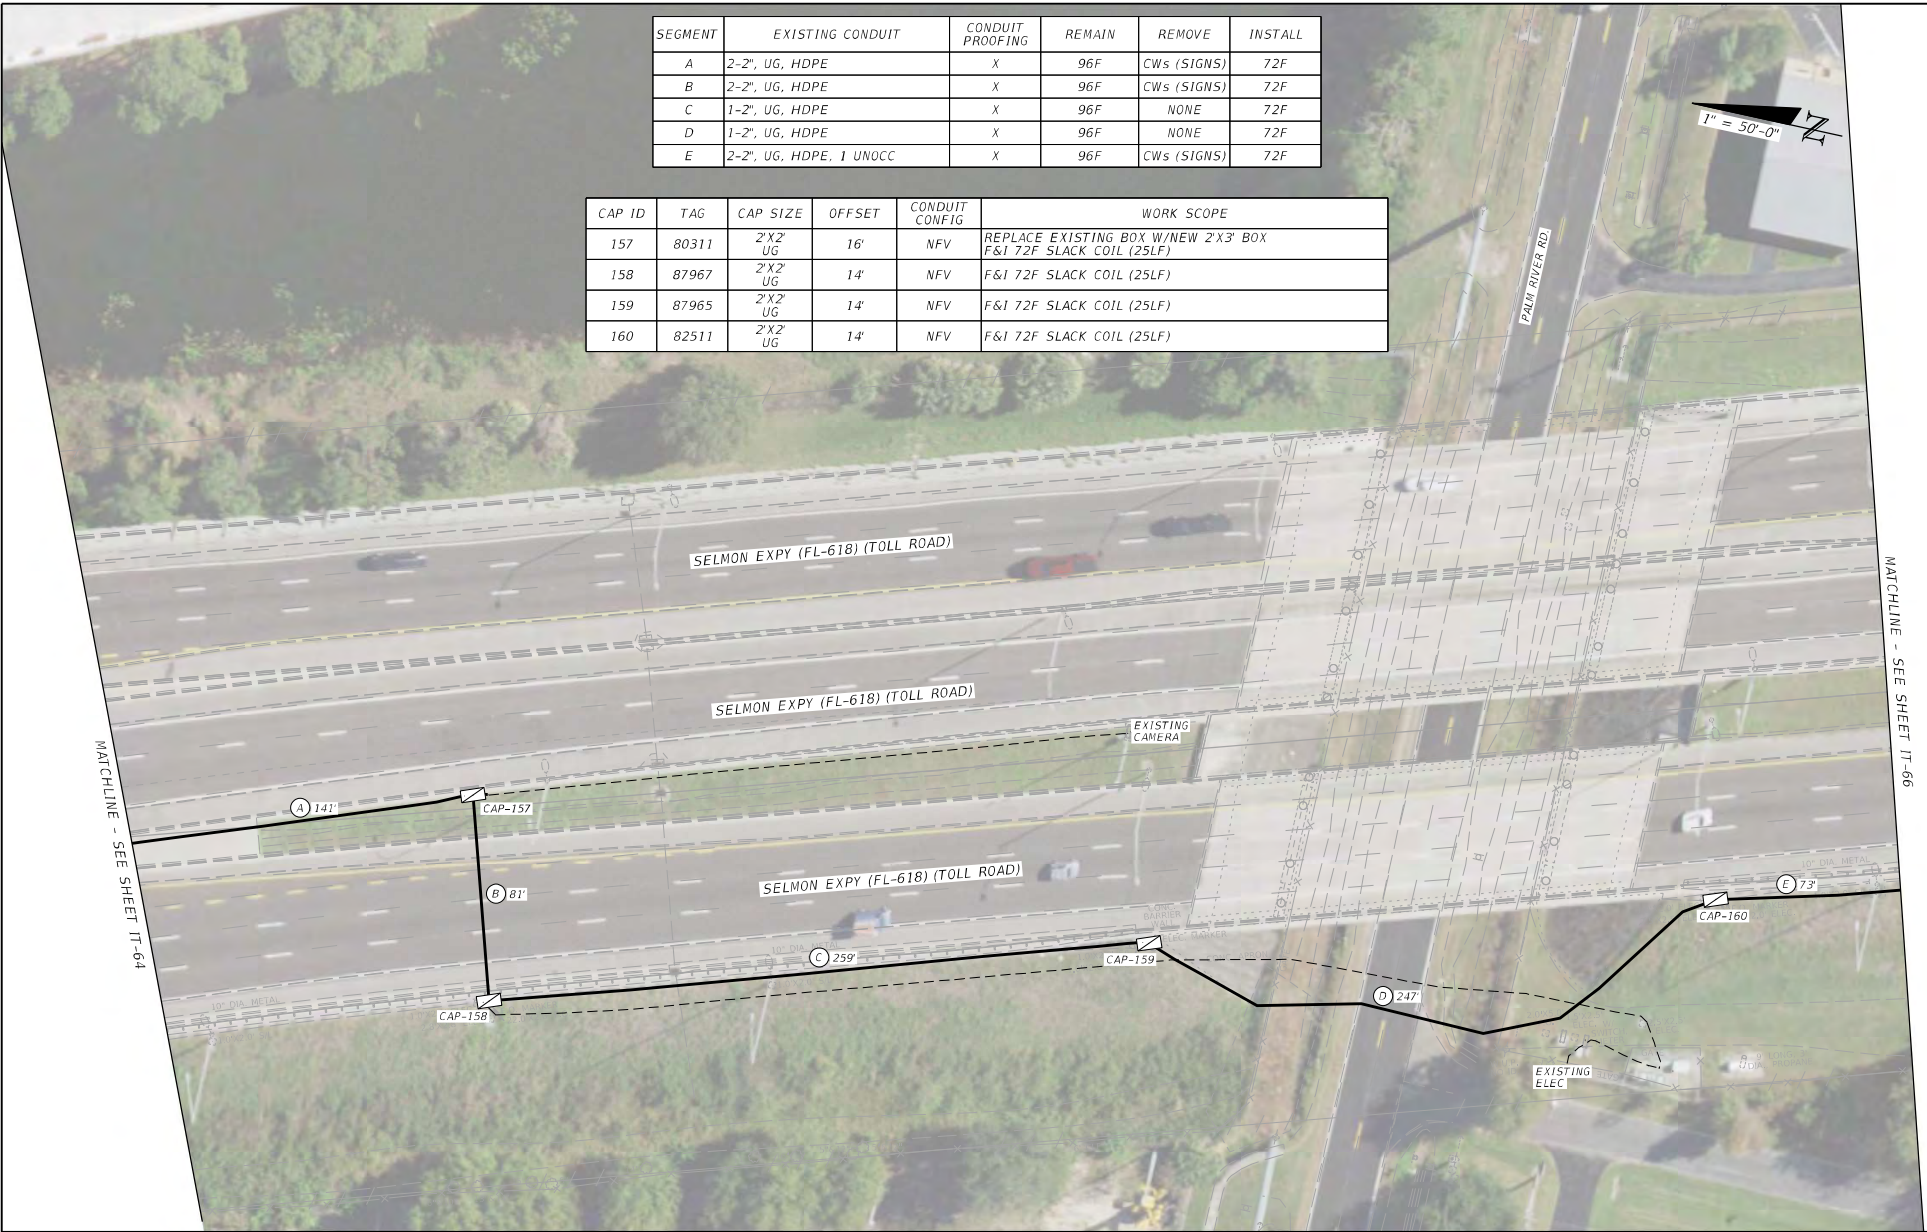 SEGMENT EXISTING CONDUIT CONDUIT PROOFING REMAIN REMOVE INSTALL
A 2-2", UG, HDPE X 96F CWs (SIGNS) 72F
B 2-2", UG, HDPE X 96F CWs (SIGNS) 72F
C 1-2", UG, HDPE X 96F NONE 72F
D 1-2", UG, HDPE X 96F NONE 72F
E 2-2", UG, HDPE, 1 UNOCC X 96F CWs (SIGNS) 72F
N
1" = 50'-0"
CAP ID TAG CAP SIZE OFFSET CONDUIT CONFIG WORK SCOPE
157 80311 2'X2' UG 16' NFV REPLACE EXISTING BOX W/NEW 2'X3' BOX
F&I 72F SLACK COIL (25LF)
158 87967 2'X2' UG 14' NFV F&I 72F SLACK COIL (25LF)
159 87965 2'X2' UG 14' NFV F&I 72F SLACK COIL (25LF)
160 82511 2'X2' UG 14' NFV F&I 72F SLACK COIL (25LF)
PALM RIVER RD.
SELMON EXPY (FL-618) (TOLL ROAD)
SELMON EXPY (FL-618) (TOLL ROAD)
EXISTING
CAMERA
MATCHLINE - SEE SHEET IT-64
MATCHLINE - SEE SHEET IT-66
A 141'
CAP-157
B 81'
SELMON EXPY (FL-618) (TOLL ROAD)
10" DIA. METAL
E 73'
CAP-160
BARRIER
WALL
10" DIA. METAL
C 259'
CAP-159
D 247'
10" DIA. METAL
CAP-158
EXISTING
ELEC